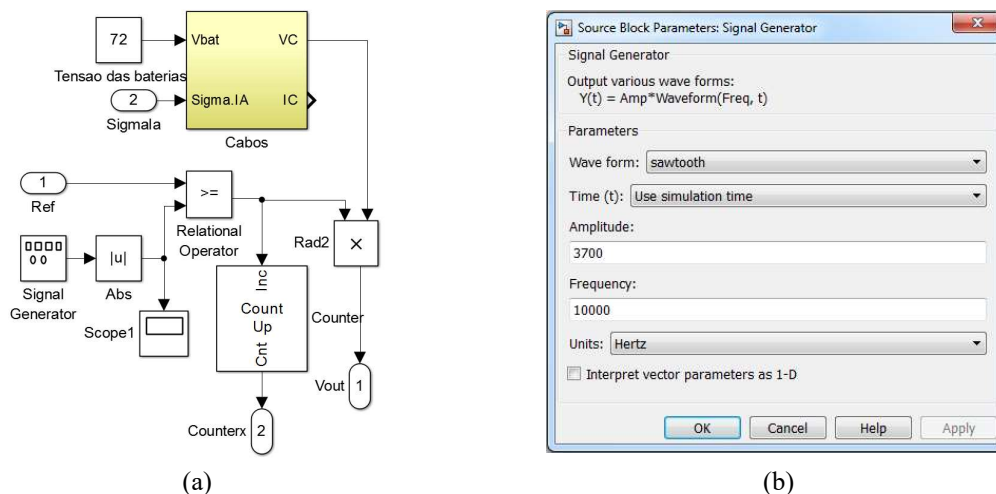 72
Tensao das baterias
2
SigmaIa
Vbat
VC
Sigma.IA
IC
Cabos
1
Ref
>=
Relational
Operator
Signal
Generator
|u|
Abs
Scope1
Rad2
×
Inc
Count
Up
Cnt
Counter
Counterx
2
Vout
1
(a)
Source Block Parameters: Signal Generator
Signal Generator
Output various wave forms:
Y(t) = Amp*Waveform(Freq, t)
Parameters
Wave form: sawtooth
Time (t): Use simulation time
Amplitude:
3700
Frequency:
10000
Units: Hertz
Interpret vector parameters as 1-D
OK Cancel Help Apply
(b)